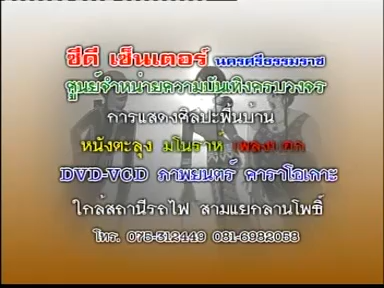 ซีดี เซ็นเตอร์ นครศรีธรรมราช
ศูนย์จำหน่ายความบันเทิงครบวงจร
การแสดงศิลปะพื้นบ้าน
หนังตะลุง มโนราห์ เพลงบอก
DVD-VCD ภาพยนตร์ คาราโอเกะ
ใกล้สถานีรถไฟ สามแยกลานโพธิ์
โทร. 075-312449 081-6992058